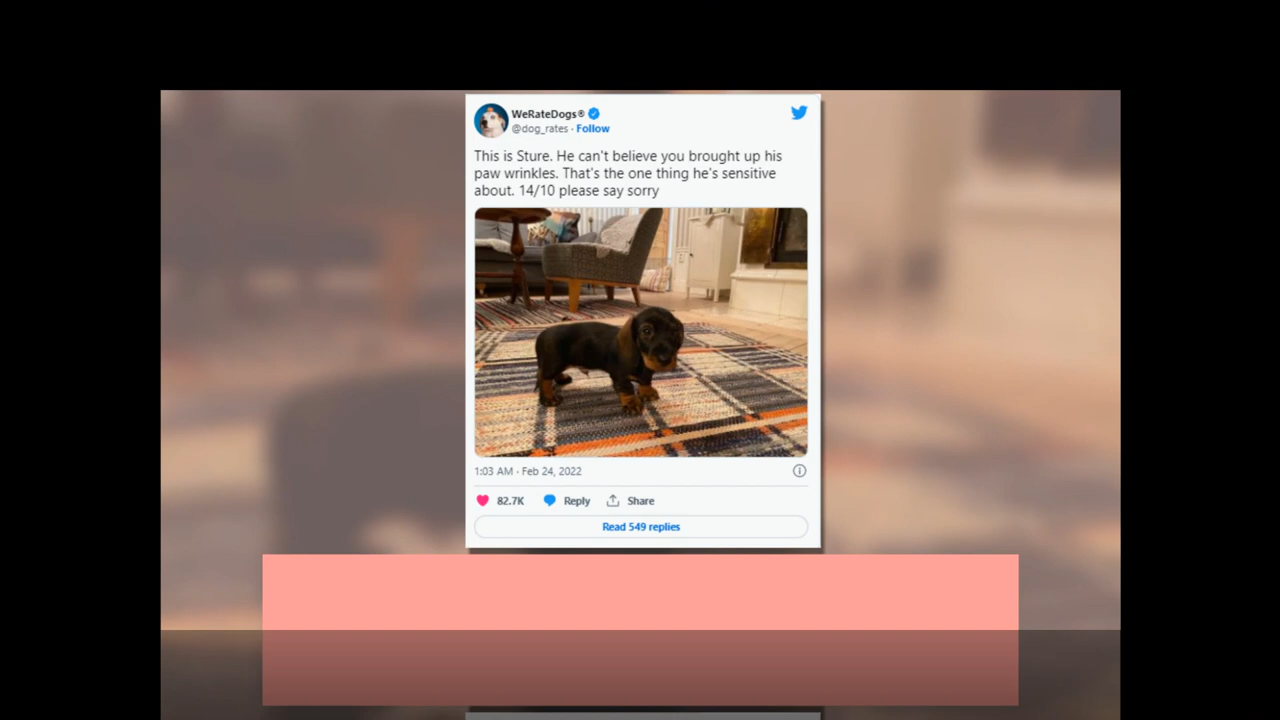 WeRateDogs®
@dog_rates · Follow
This is Sture. He can't believe you brought up his
paw wrinkles. That's the one thing he's sensitive
about. 14/10 please say sorry
1:03 AM · Feb 24, 2022
82.7K Reply Share
Read 549 replies